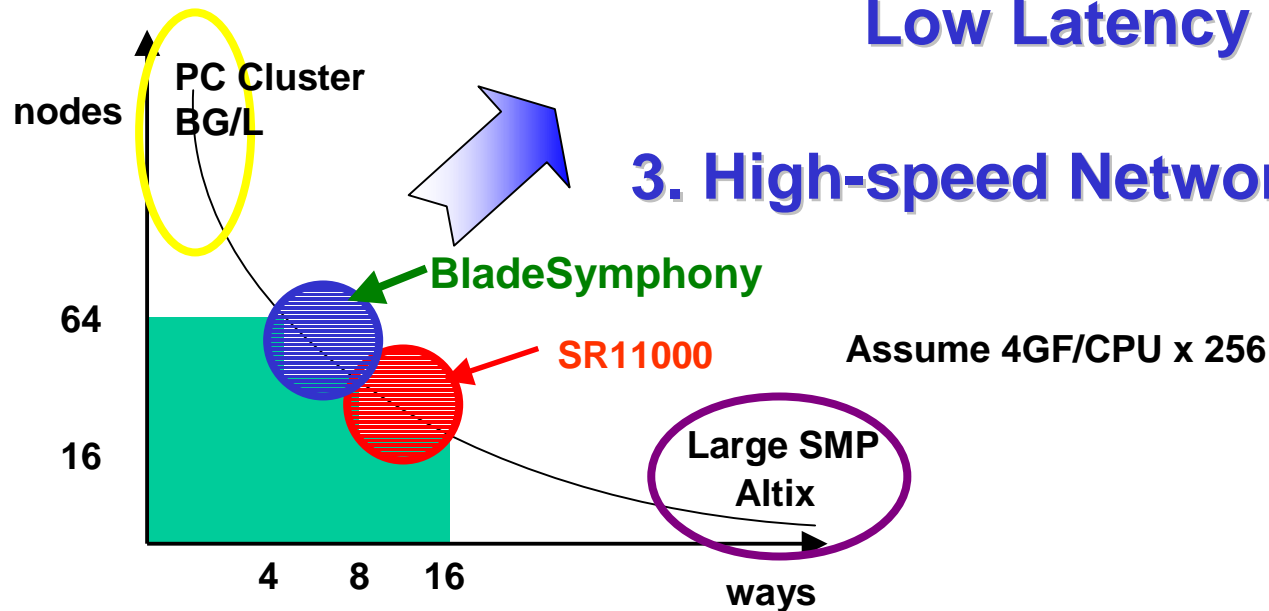 Low Latency
PC Cluster
BG/L
nodes
3. High-speed Networ
BladeSymphony
64
SR11000
Assume 4GF/CPU x 256
16
Large SMP
Altix
4 8 16
ways